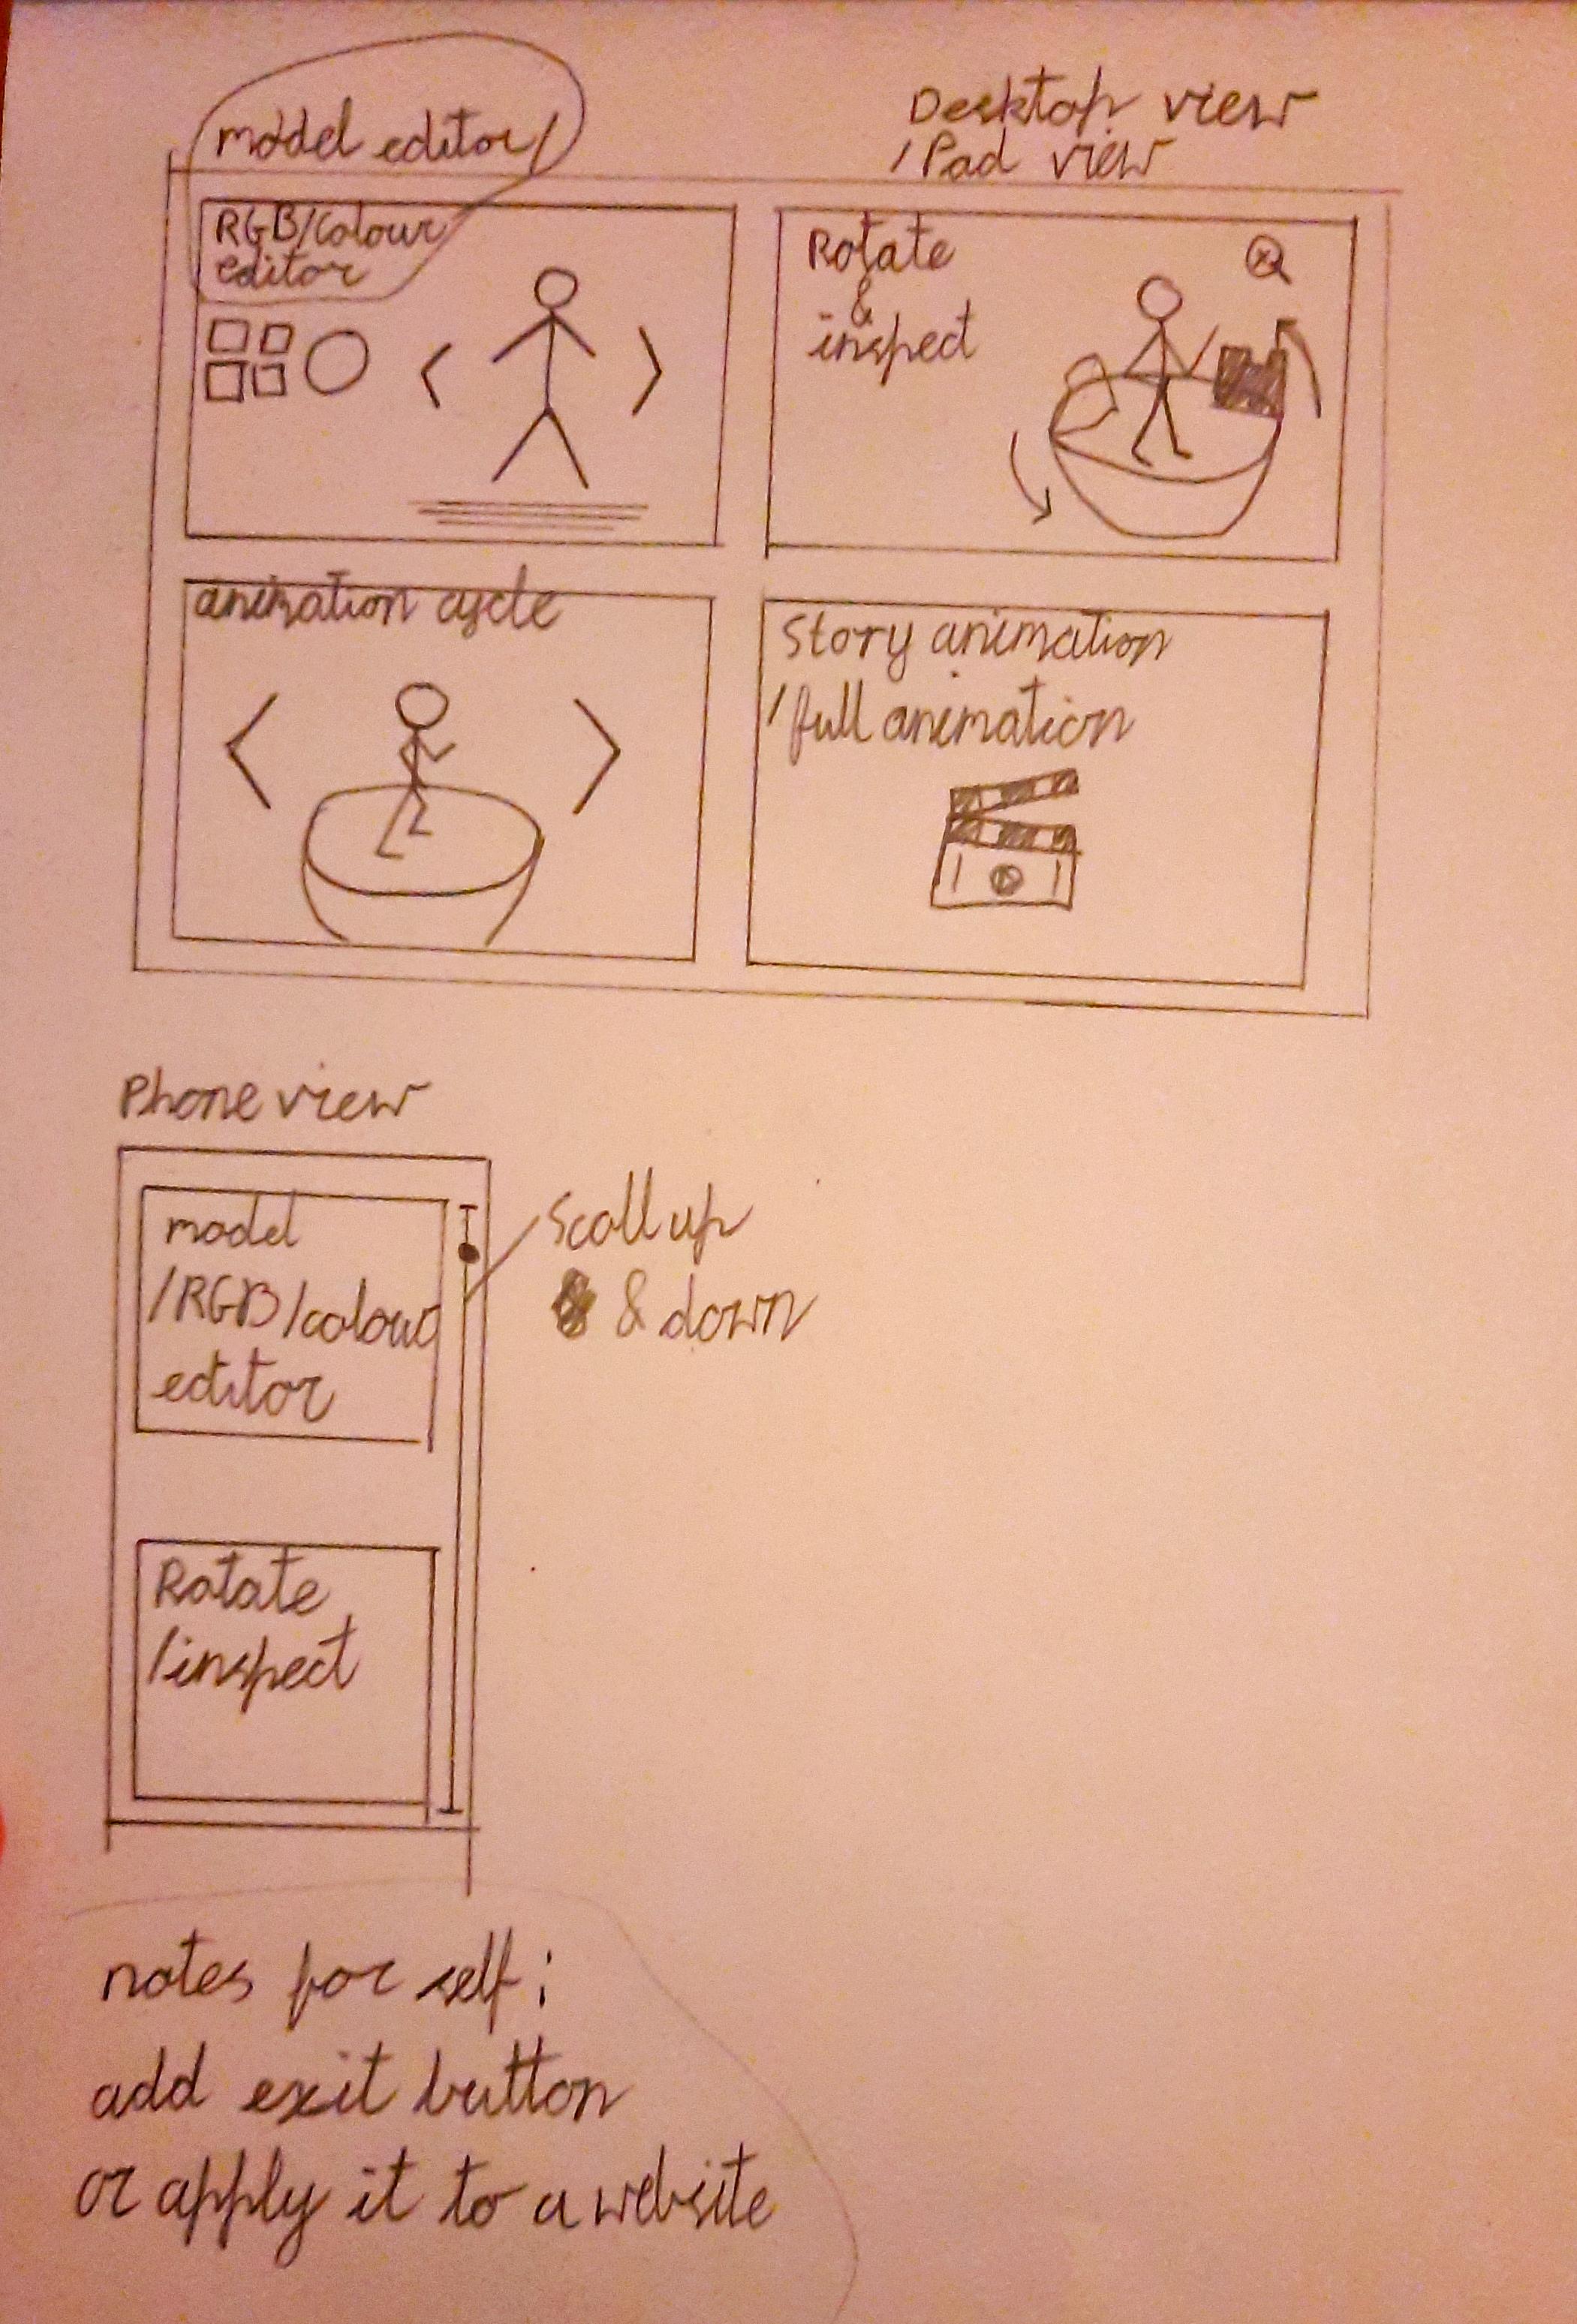 model editor/
RGB/colour
editor
Desktop view
/Pad view
Rotate
&
inspect
animation cycle
Story animation
/full animation
Phone view
model
/RGB/colour
editor
Scoll up
& down
Rotate
/inspect
notes for self:
add exit button
or apply it to a website